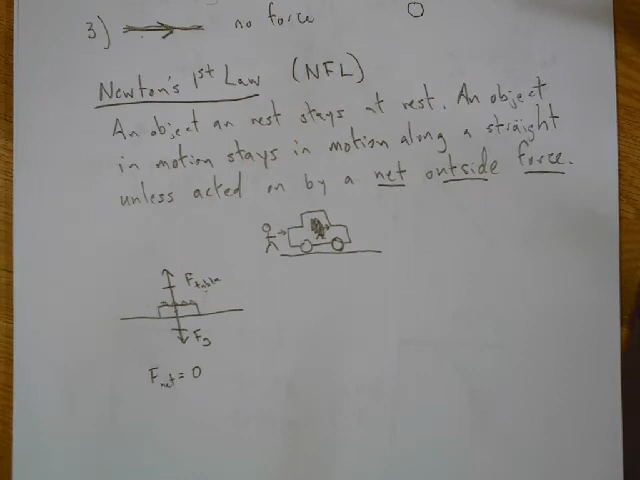 3) no force
Newton's 1st Law (NFL)
An object an rest stays at rest. An object
in motion stays in motion along a straight
unless acted on by a net outside force.
Ftable
Fg
Fnet = 0